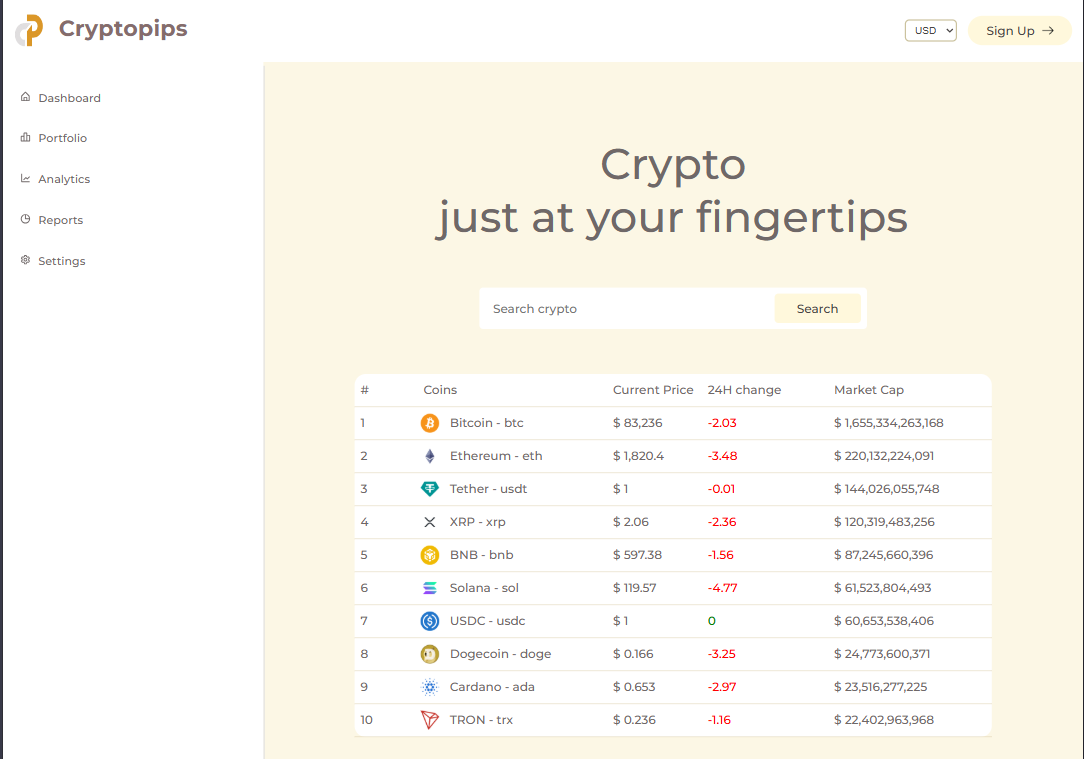 Cryptopips
USD
Sign Up →
Dashboard
Portfolio
Analytics
Reports
Settings
Crypto
just at your fingertips
Search crypto
Search
# Coins Current Price 24H change Market Cap
1 Bitcoin - btc $ 83,236 -2.03 $ 1,655,334,263,168
2 Ethereum - eth $ 1,820.4 -3.48 $ 220,132,224,091
3 Tether - usdt $ 1 -0.01 $ 144,026,055,748
4 XRP - xrp $ 2.06 -2.36 $ 120,319,483,256
5 BNB - bnb $ 597.38 -1.56 $ 87,245,660,396
6 Solana - sol $ 119.57 -4.77 $ 61,523,804,493
7 USDC - usdc $ 1 0 $ 60,653,538,406
8 Dogecoin - doge $ 0.166 -3.25 $ 24,773,600,371
9 Cardano - ada $ 0.653 -2.97 $ 23,516,277,225
10 TRON - trx $ 0.236 -1.16 $ 22,402,963,968